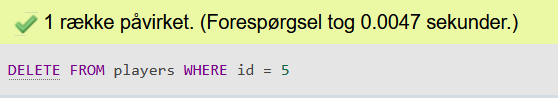 1 række påvirket. (Forespørgsel tog 0.0047 sekunder.)
DELETE FROM players WHERE id = 5